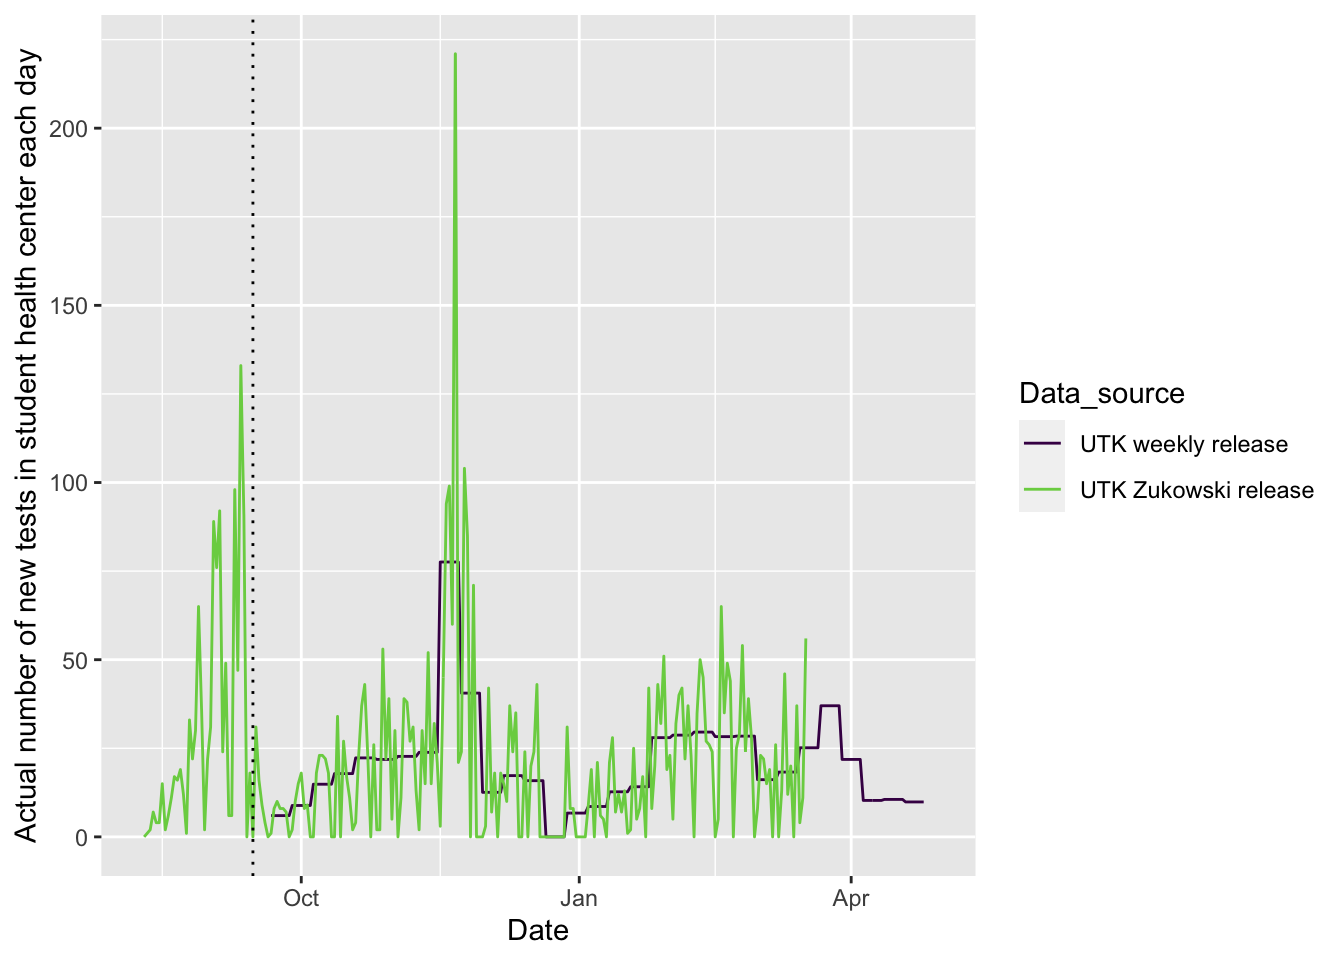 Actual number of new tests in student health center each day
200
150
100
50
0
Oct
Jan
Apr
Date
Data_source
UTK weekly release
UTK Zukowski release